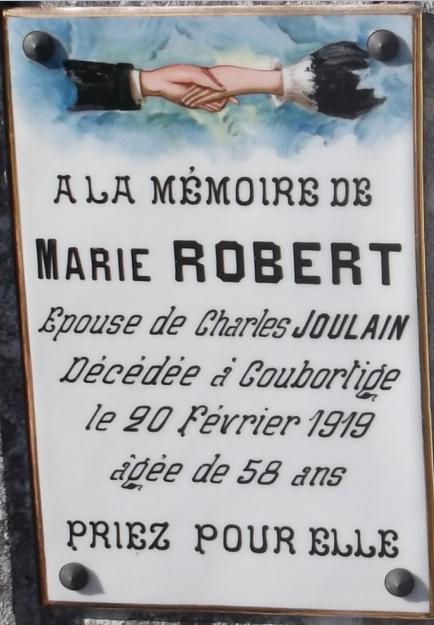 A LA MÉMOIRE DE
MARIE ROBERT
Epouse de Charles JOULAIN
Décédée à Coubortige
le 20 Février 1919
âgée de 58 ans
PRIEZ POUR ELLE